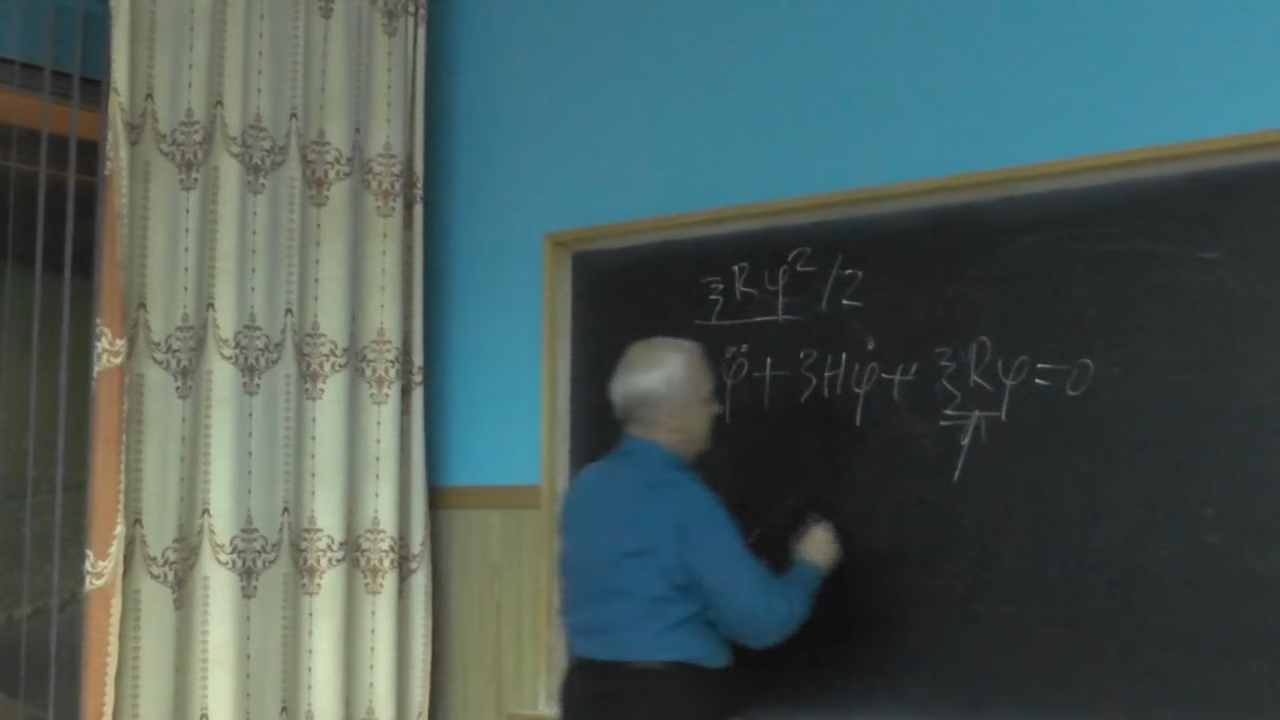 ξRφ²/2
φ̈ + 3Hφ̇ + ξRφ = 0